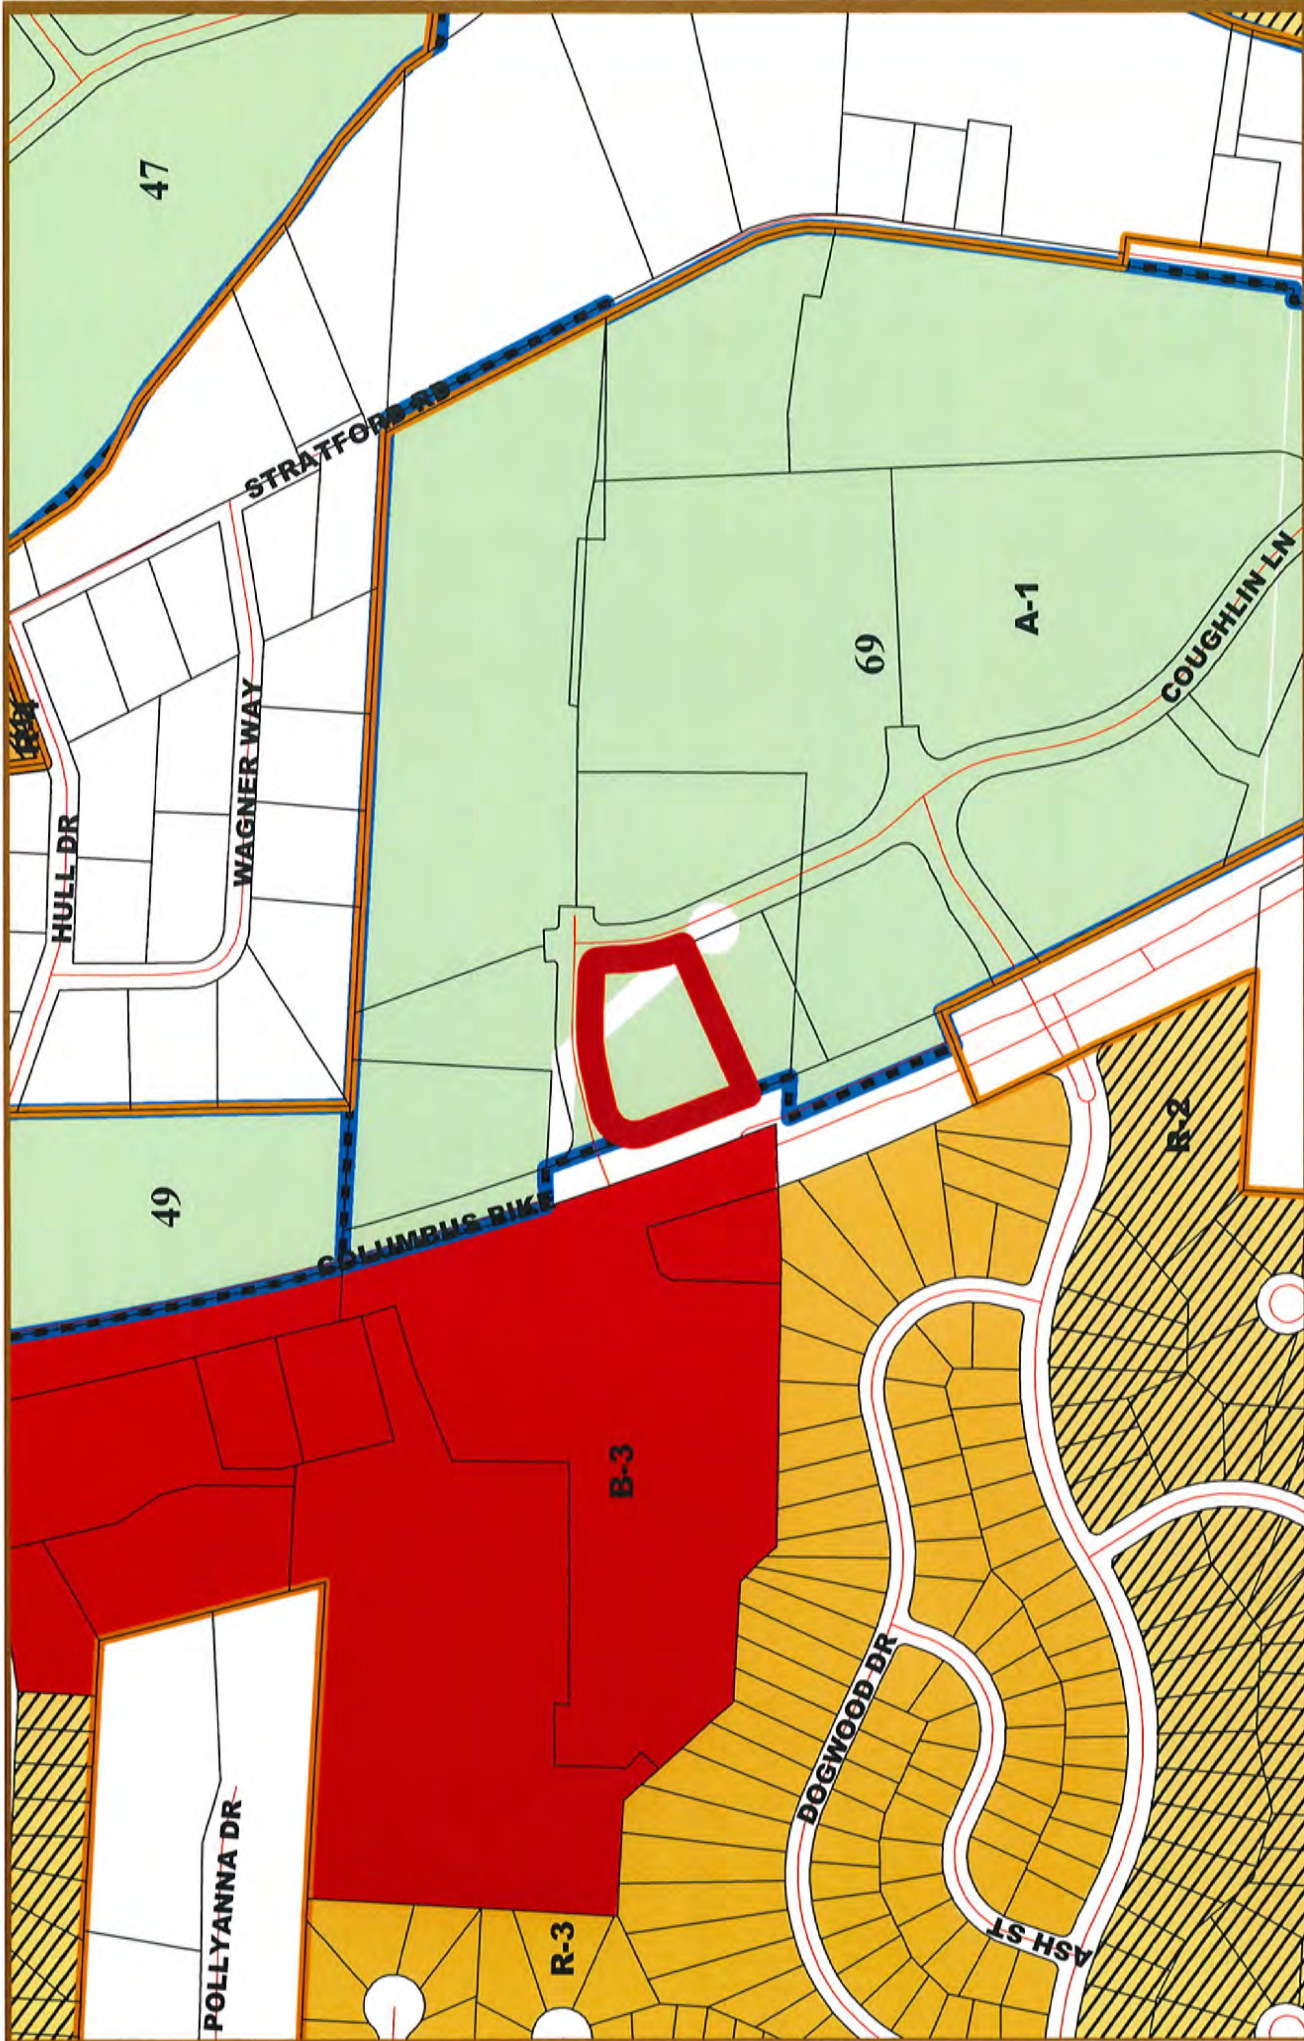 47
STRATFORD RD
A-1
COUGHLIN LN
69
R-4
WAGNER WAY
HULL DR
R-2
49
COLUMBUS PIKE
B-3
DOGWOOD DR
POLLYANNA DR
R-3
ASH ST